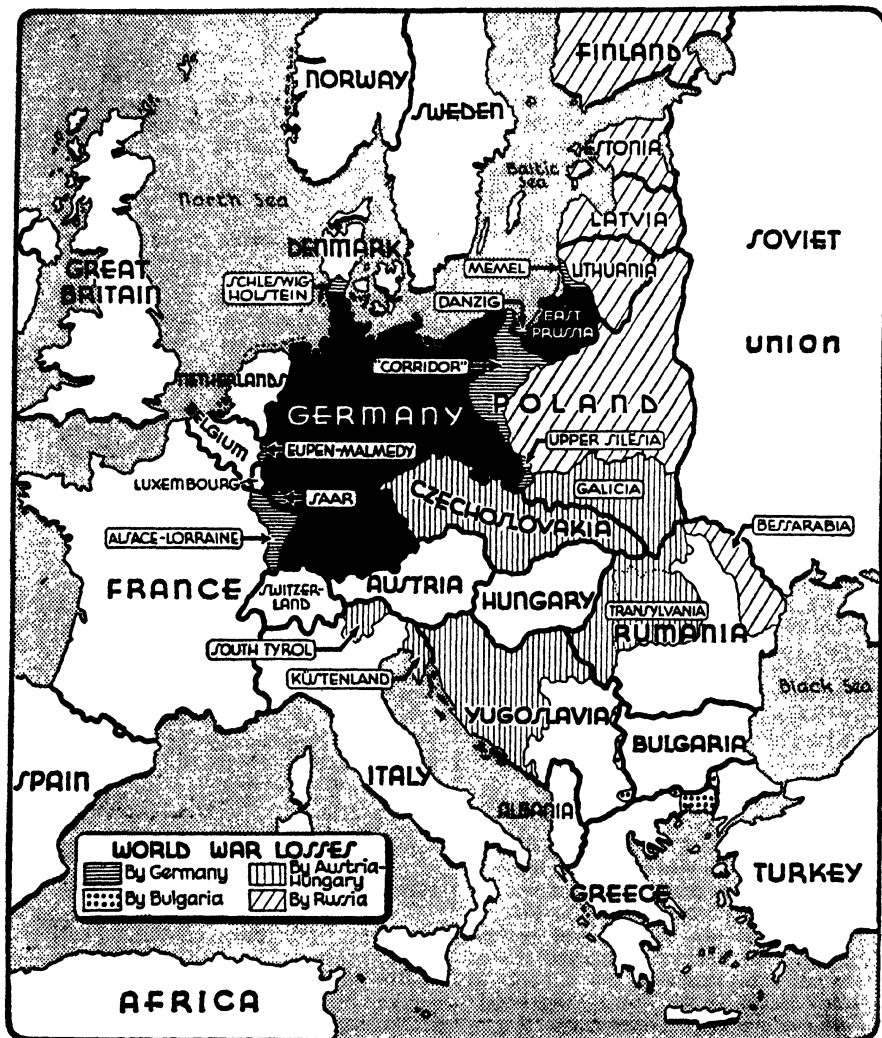 FINLAND
NORWAY
SWEDEN
ESTONIA
Baltic
Sea
North Sea
LATVIA
SOVIET
UNION
DENMARK
MEMEL
LITHUANIA
GREAT
BRITAIN
SCHLESWIG
HOLSTEIN
DANZIG
EAST
PRUSSIA
"CORRIDOR"
NETHERLANDS
GERMANY
POLAND
BELGIUM
EUPEN-MALMEDY
UPPER SILESIA
LUXEMBOURG
SAAR
GALICIA
CZECHOSLOVAKIA
BESSARABIA
ALSACE-LORRAINE
FRANCE
SWITZER-
LAND
AUSTRIA
HUNGARY
TRANSYLVANIA
RUMANIA
SOUTH TYROL
KÜSTENLAND
Black Sea
YUGOSLAVIA
BULGARIA
SPAIN
ITALY
ALBANIA
WORLD WAR LOSSES
By Germany
By Austria-
Hungary
By Bulgaria
By Russia
GREECE
TURKEY
AFRICA